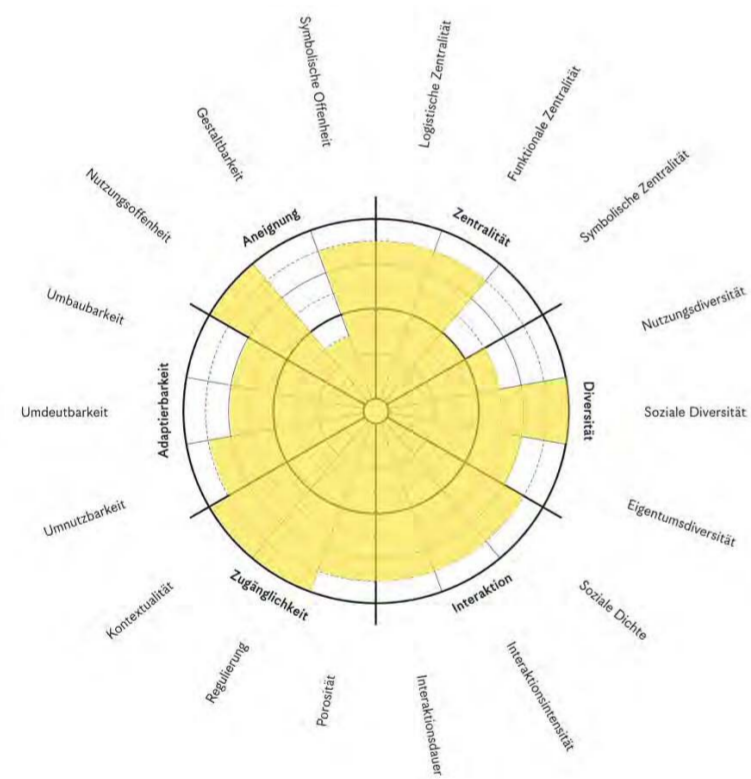 Symbolische Offenheit
Logistische Zentralität
Funktionale Zentralität
Symbolische Zentralität
Nutzungsdiversität
Soziale Diversität
Eigentumsdiversität
Soziale Dichte
Interaktionsintensität
Interaktionsdauer
Porosität
Regulierung
Kontextualität
Umnutzbarkeit
Umdeutbarkeit
Umbaubarkeit
Nutzungsoffenheit
Gestaltbarkeit
Aneignung
Zentralität
Diversität
Interaktion
Zugänglichkeit
Adaptierbarkeit